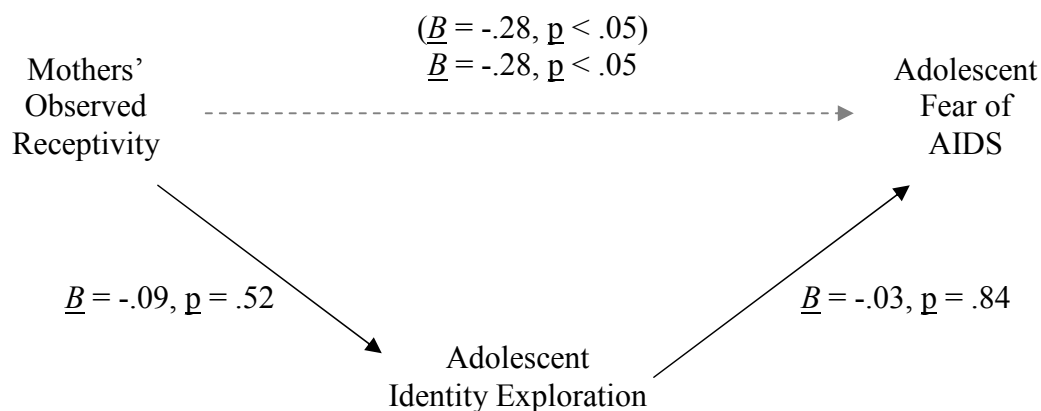 (B = -.28, p < .05)
B = -.28, p < .05
Mothers’
Observed
Receptivity
Adolescent
Fear of
AIDS
B = -.09, p = .52
B = -.03, p = .84
Adolescent
Identity Exploration